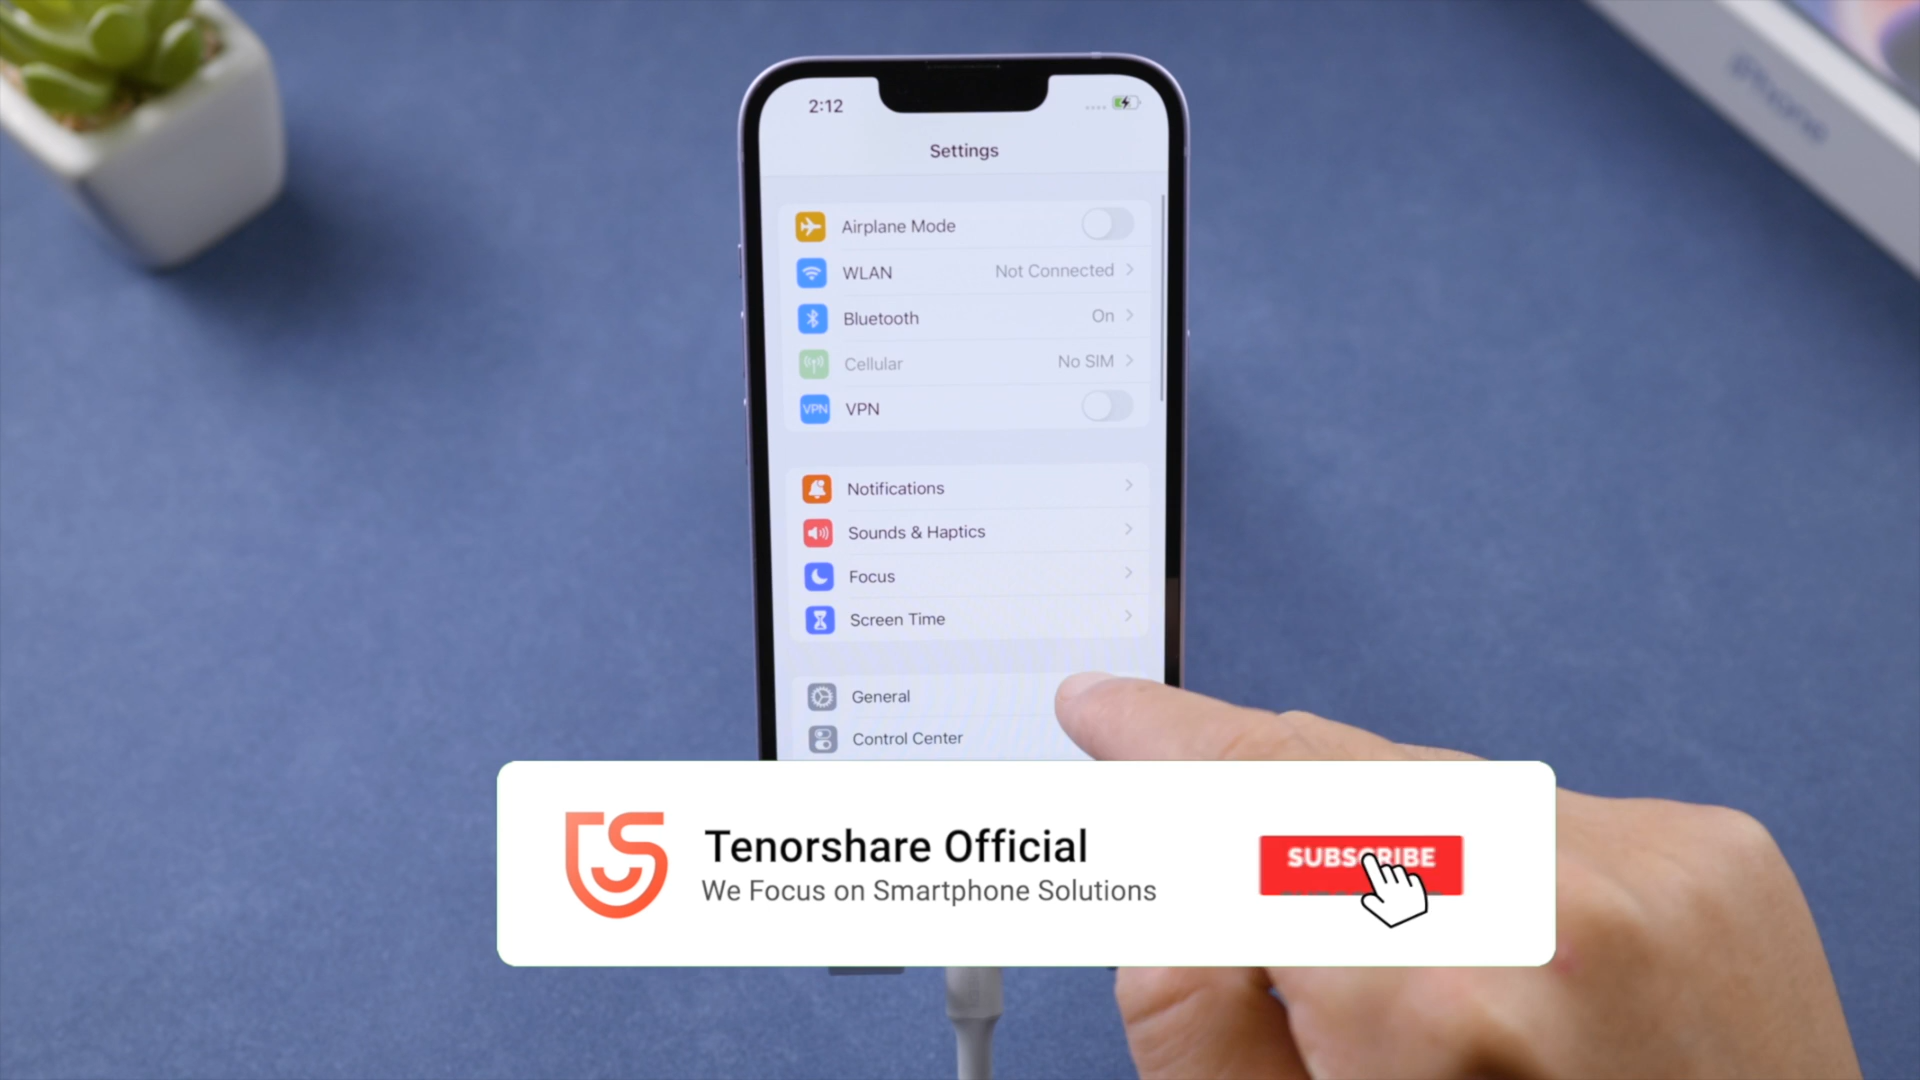 iPhone
2:12
Settings
Airplane Mode
WLAN Not Connected
Bluetooth On
Cellular No SIM
VPN VPN
Notifications
Sounds & Haptics
Focus
Screen Time
General
Control Center
Tenorshare Official
We Focus on Smartphone Solutions
SUBSCRIBE